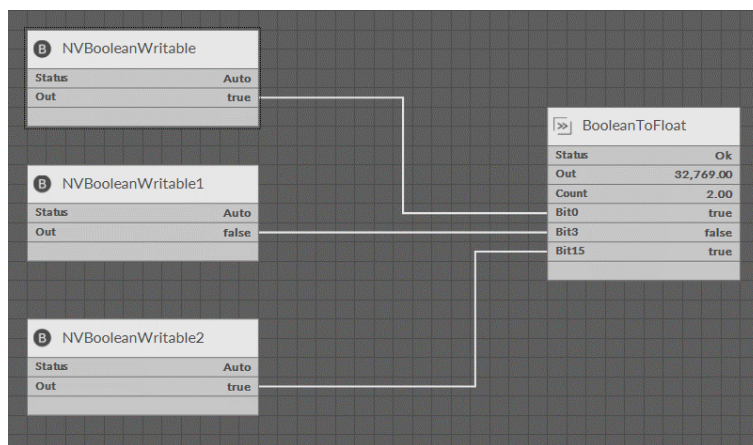 B NVBooleanWritable
Status Auto
Out true
B NVBooleanWritable1
Status Auto
Out false
B NVBooleanWritable2
Status Auto
Out true
BooleanToFloat
Status Ok
Out 32,769.00
Count 2.00
Bit0 true
Bit3 false
Bit15 true